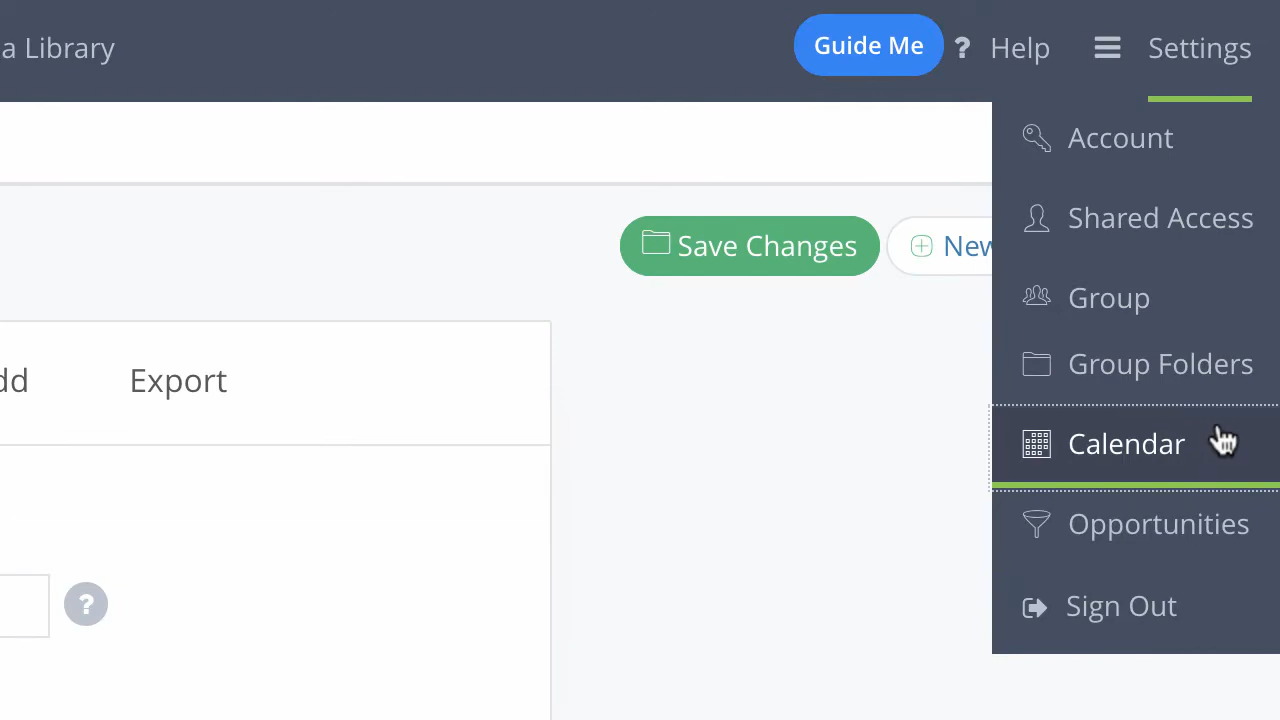 a Library
Guide Me
? Help
Settings
Account
Save Changes
New
Shared Access
Group
Group Folders
dd
Export
Calendar
Opportunities
?
Sign Out